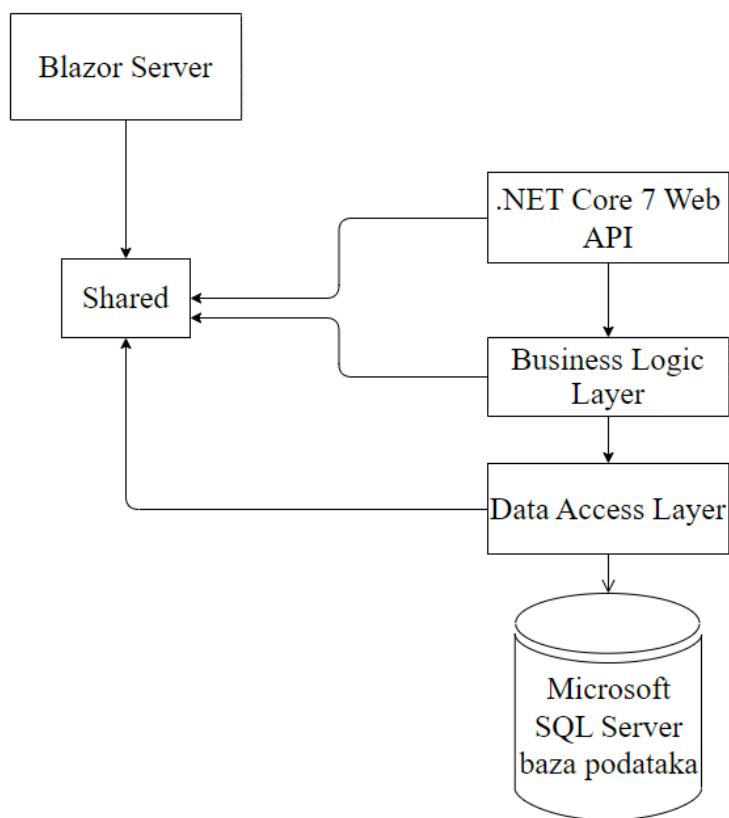 Blazor Server
.NET Core 7 Web
API
Shared
Business Logic
Layer
Data Access Layer
Microsoft
SQL Server
baza podataka